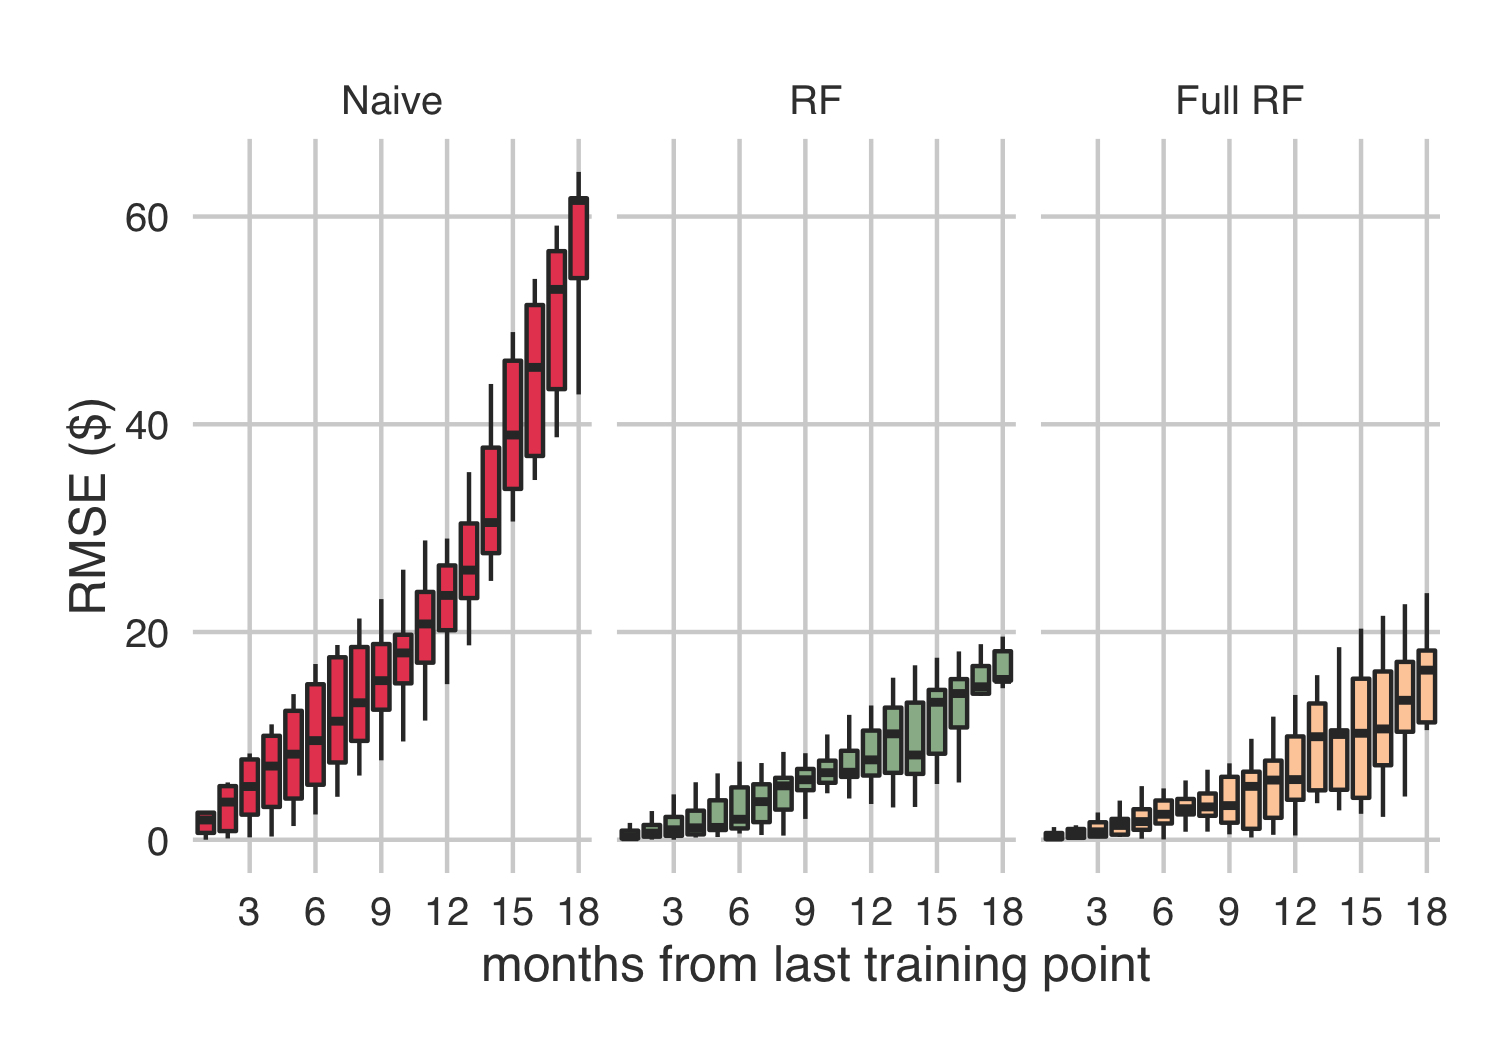 Naive RF Full RF
60
40
20
0
RMSE ($)
3 6 9 12 15 18 3 6 9 12 15 18 3 6 9 12 15 18
months from last training point